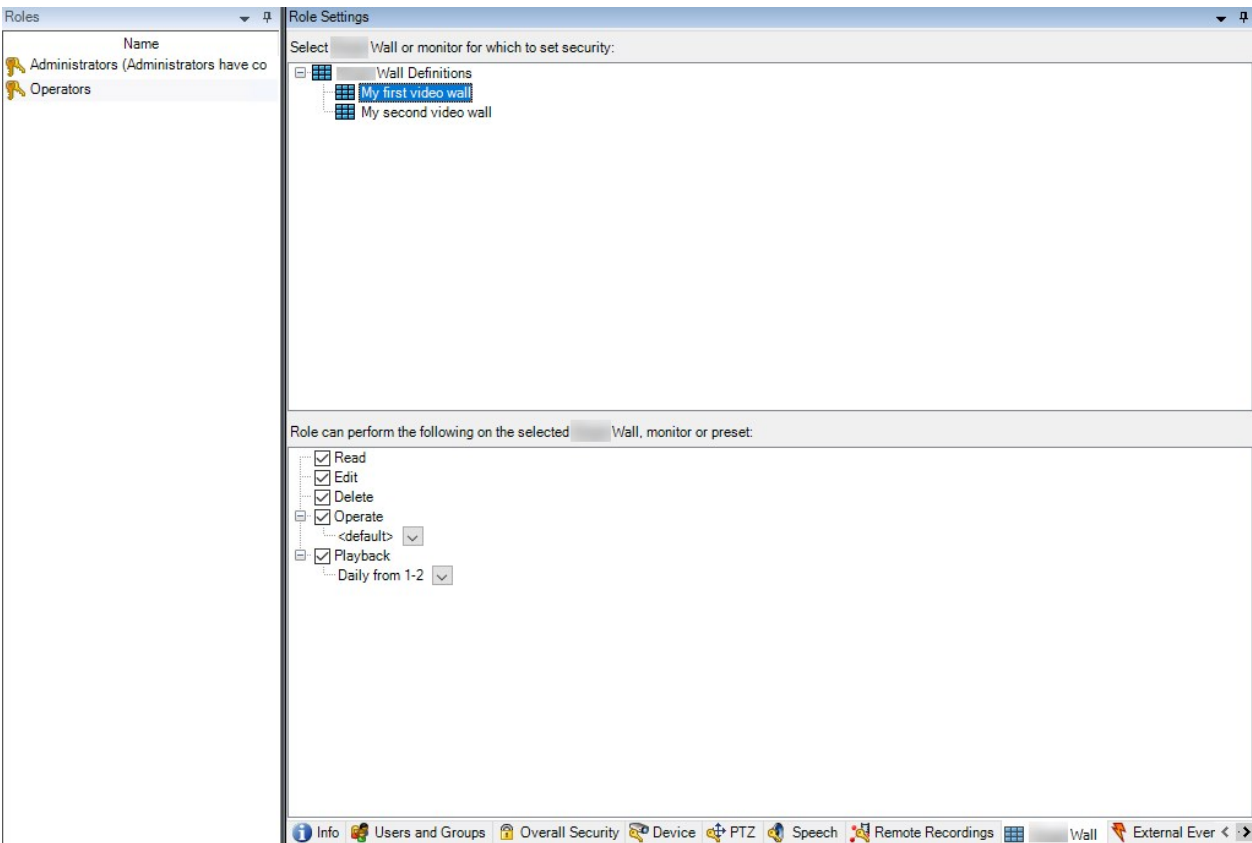 Roles
Name
Administrators (Administrators have co
Operators
Role Settings
Select Wall or monitor for which to set security:
Wall Definitions
My first video wall
My second video wall
Role can perform the following on the selected Wall, monitor or preset:
Read
Edit
Delete
Operate
<default>
Playback
Daily from 1-2
Info Users and Groups Overall Security Device PTZ Speech Remote Recordings Wall External Ever